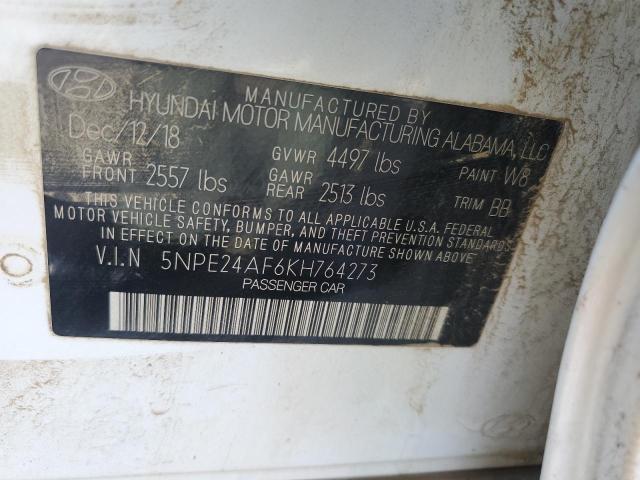 MANUFACTURED BY
HYUNDAI MOTOR MANUFACTURING ALABAMA, LLC
Dec/12/18 GVWR 4497 lbs PAINT W8
GAWR FRONT 2557 lbs GAWR REAR 2513 lbs TRIM BB
THIS VEHICLE CONFORMS TO ALL APPLICABLE U.S.A. FEDERAL
MOTOR VEHICLE SAFETY, BUMPER, AND THEFT PREVENTION STANDARDS
IN EFFECT ON THE DATE OF MANUFACTURE SHOWN ABOVE.
V.I.N 5NPE24AF6KH764273
PASSENGER CAR